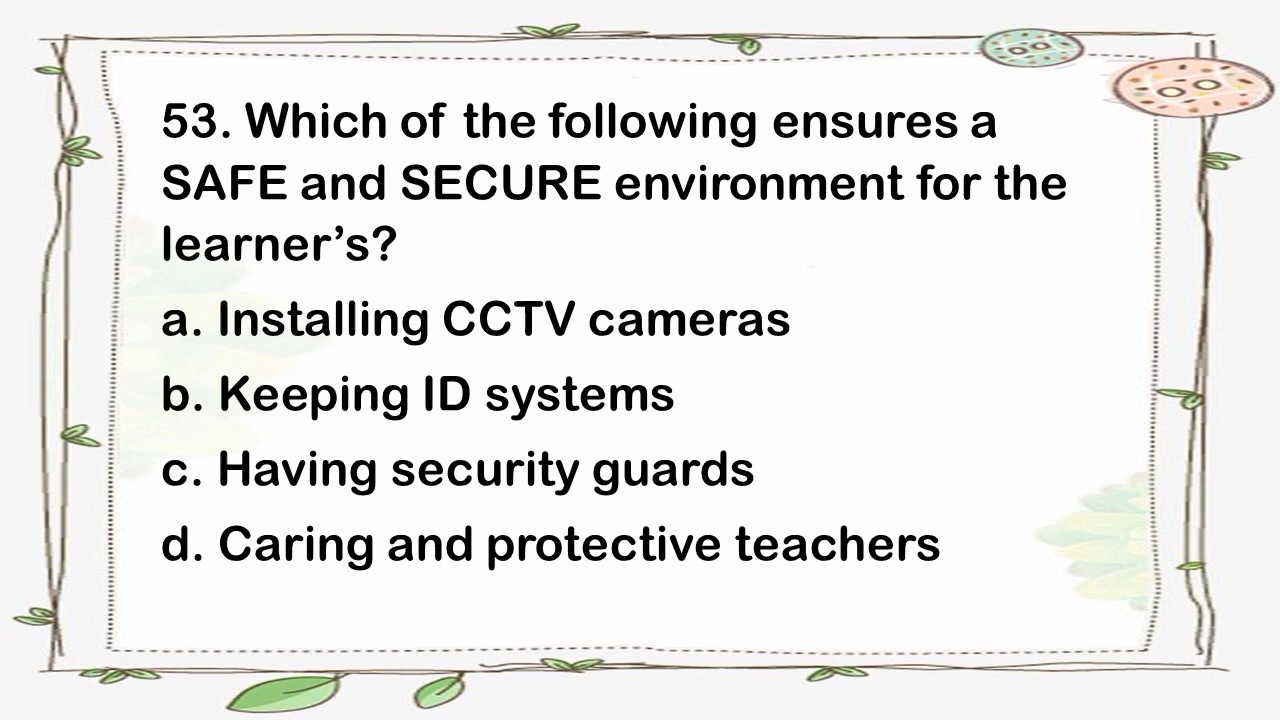 53. Which of the following ensures a
SAFE and SECURE environment for the
learner’s?
a. Installing CCTV cameras
b. Keeping ID systems
c. Having security guards
d. Caring and protective teachers